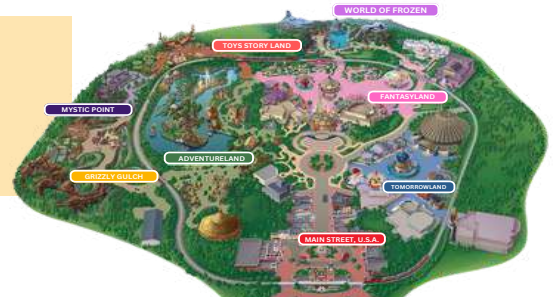 WORLD OF FROZEN
TOYS STORY LAND
FANTASYLAND
MYSTIC POINT
ADVENTURELAND
GRIZZLY GULCH
TOMORROWLAND
MAIN STREET, U.S.A.